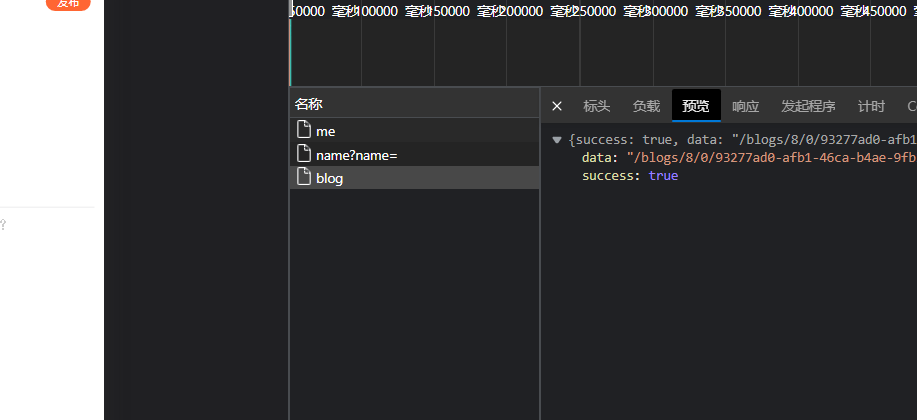 发布
50000 毫秒 100000 毫秒 150000 毫秒 200000 毫秒 250000 毫秒 300000 毫秒 350000 毫秒 400000 毫秒 450000 毫
名称
标头 负载 预览 响应 发起程序 计时 Co
me
name?name=
blog
{success: true, data: "/blogs/8/0/93277ad0-afb1
data: "/blogs/8/0/93277ad0-afb1-46ca-b4ae-9fb
success: true
?